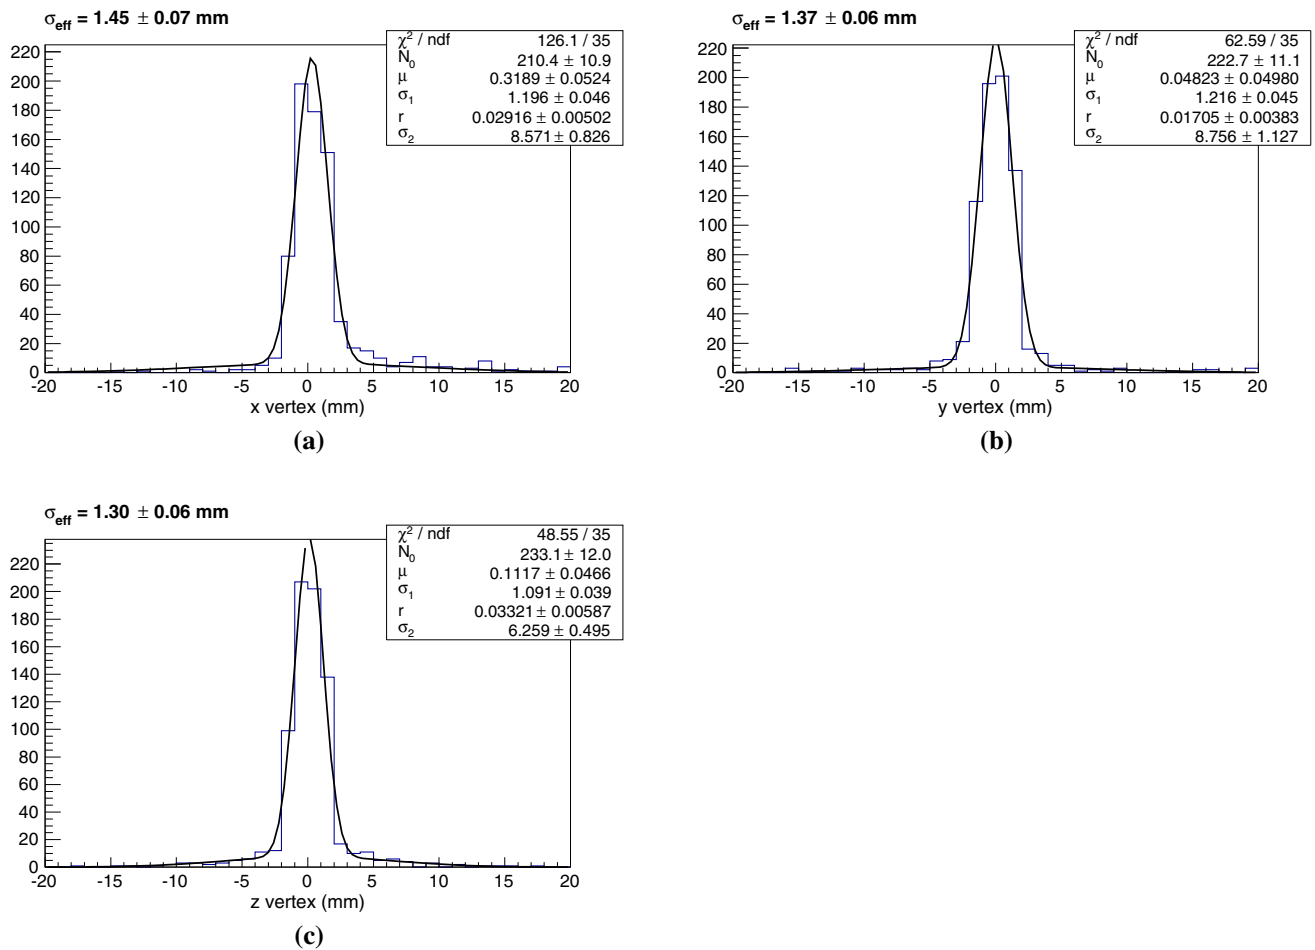 σeff = 1.45 ± 0.07 mm
χ² / ndf 126.1 / 35
N₀ 210.4 ± 10.9
μ 0.3189 ± 0.0524
σ₁ 1.196 ± 0.046
r 0.02916 ± 0.00502
σ₂ 8.571 ± 0.826
220
200
180
160
140
120
100
80
60
40
20
0
-20 -15 -10 -5 0 5 10 15 20
x vertex (mm)
(a)
σeff = 1.37 ± 0.06 mm
χ² / ndf 62.59 / 35
N₀ 222.7 ± 11.1
μ 0.04823 ± 0.04980
σ₁ 1.216 ± 0.045
r 0.01705 ± 0.00383
σ₂ 8.756 ± 1.127
220
200
180
160
140
120
100
80
60
40
20
0
-20 -15 -10 -5 0 5 10 15 20
y vertex (mm)
(b)
σeff = 1.30 ± 0.06 mm
χ² / ndf 48.55 / 35
N₀ 233.1 ± 12.0
μ 0.1117 ± 0.0466
σ₁ 1.091 ± 0.039
r 0.03321 ± 0.00587
σ₂ 6.259 ± 0.495
220
200
180
160
140
120
100
80
60
40
20
0
-20 -15 -10 -5 0 5 10 15 20
z vertex (mm)
(c)